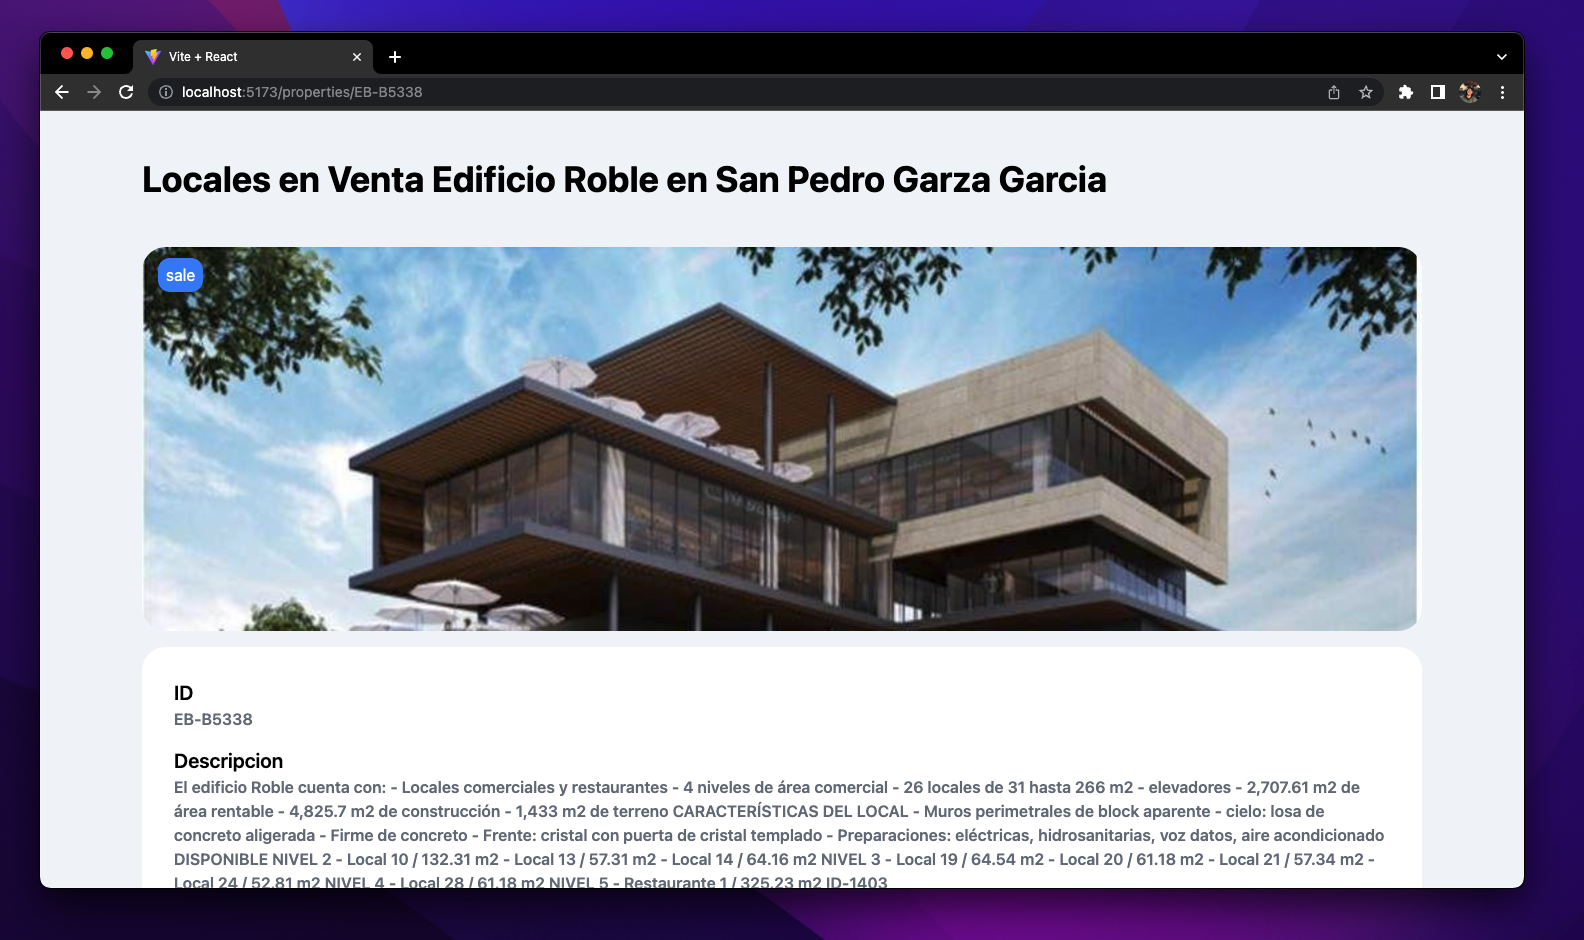 Vite + React
localhost:5173/properties/EB-B5338
Locales en Venta Edificio Roble en San Pedro Garza Garcia
sale
ID
EB-B5338
Descripcion
El edificio Roble cuenta con: - Locales comerciales y restaurantes - 4 niveles de área comercial - 26 locales de 31 hasta 266 m2 - elevadores - 2,707.61 m2 de
área rentable - 4,825.7 m2 de construcción - 1,433 m2 de terreno CARACTERÍSTICAS DEL LOCAL - Muros perimetrales de block aparente - cielo: losa de
concreto aligerada - Firme de concreto - Frente: cristal con puerta de cristal templado - Preparaciones: eléctricas, hidrosanitarias, voz datos, aire acondicionado
DISPONIBLE NIVEL 2 - Local 10 / 132.31 m2 - Local 13 / 57.31 m2 - Local 14 / 64.16 m2 NIVEL 3 - Local 19 / 64.54 m2 - Local 20 / 61.18 m2 - Local 21 / 57.34 m2 -
Local 24 / 52.81 m2 NIVEL 4 - Local 28 / 61.18 m2 NIVEL 5 - Restaurante 1 / 325.23 m2 ID-1403